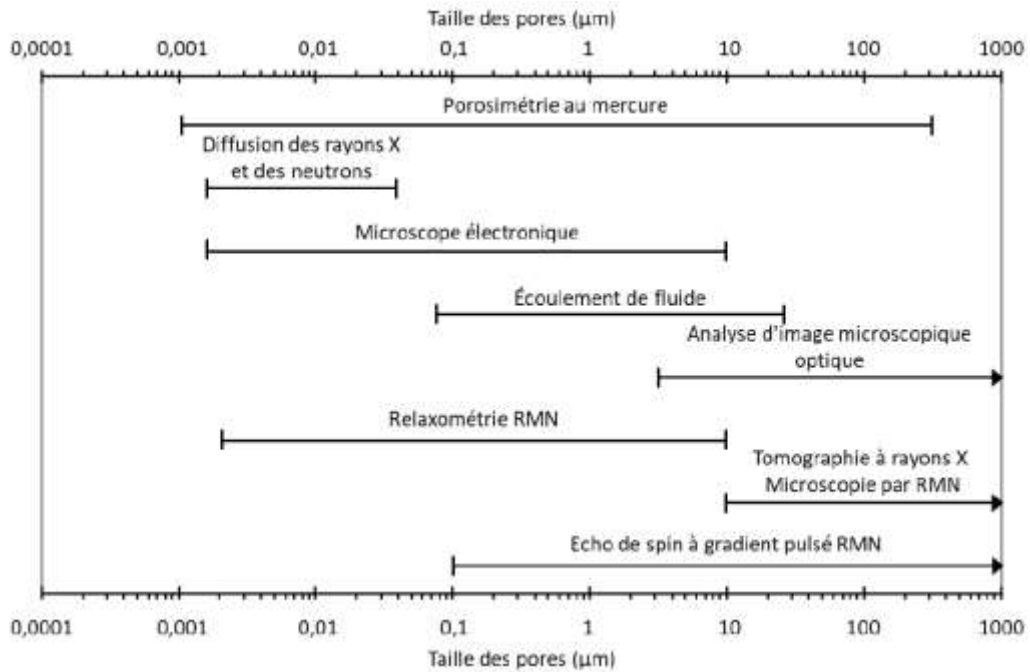 Taille des pores (µm)
0,0001 0,001 0,01 0,1 1 10 100 1000
Porosimétrie au mercure
Diffusion des rayons X
et des neutrons
Microscope électronique
Écoulement de fluide
Analyse d'image microscopique
optique
Relaxométrie RMN
Tomographie à rayons X
Microscopie par RMN
Echo de spin à gradient pulsé RMN
0,0001 0,001 0,01 0,1 1 10 100 1000
Taille des pores (µm)